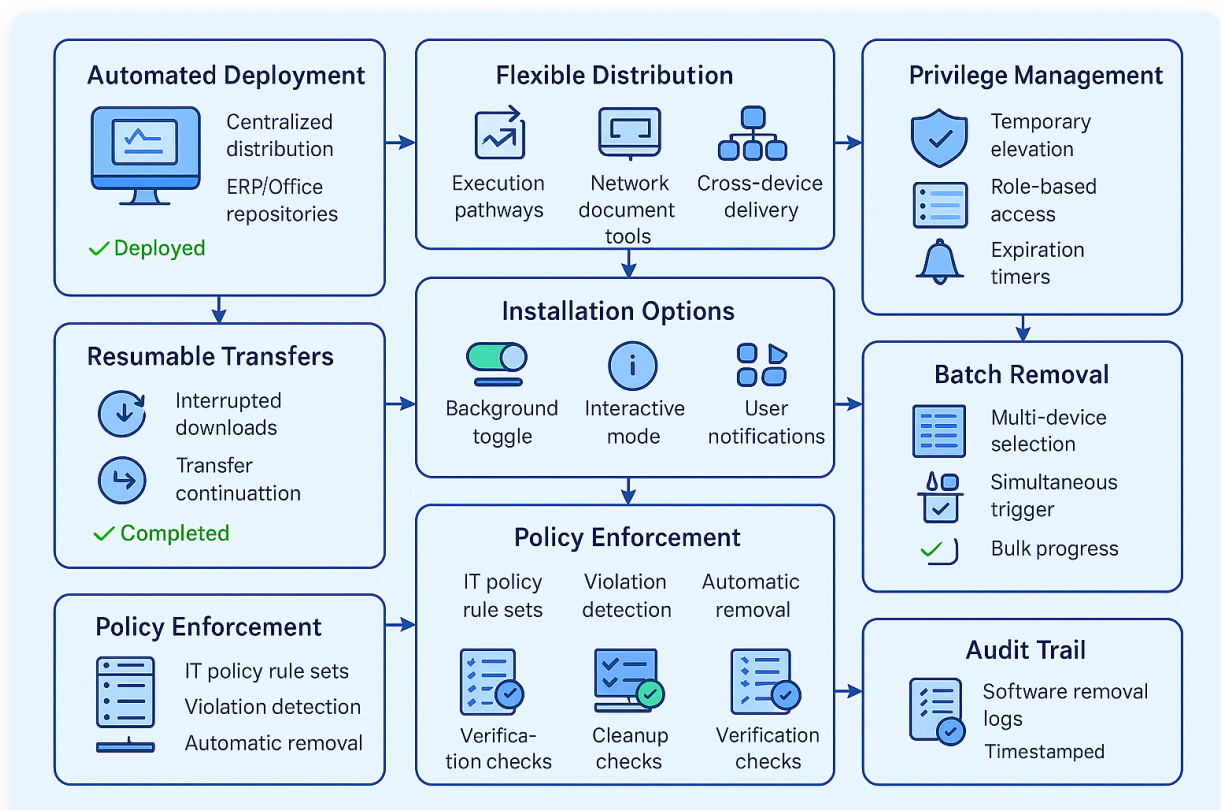 Automated Deployment
Centralized
distribution
ERP/Office
repositories
Deployed
Flexible Distribution
Execution
pathways
Network
document
tools
Cross-device
delivery
Privilege Management
Temporary
elevation
Role-based
access
Expiration
timers
Resumable Transfers
Interrupted
downloads
Transfer
continuattion
Completed
Installation Options
Background
toggle
Interactive
mode
User
notifications
Batch Removal
Multi-device
selection
Simultaneous
trigger
Bulk progress
Policy Enforcement
IT policy rule sets
Violation detection
Automatic removal
Policy Enforcement
IT policy
rule sets
Violation
detection
Automatic
removal
Verifica-
tion checks
Cleanup
checks
Verification
checks
Audit Trail
Software removal
logs
Timestamped